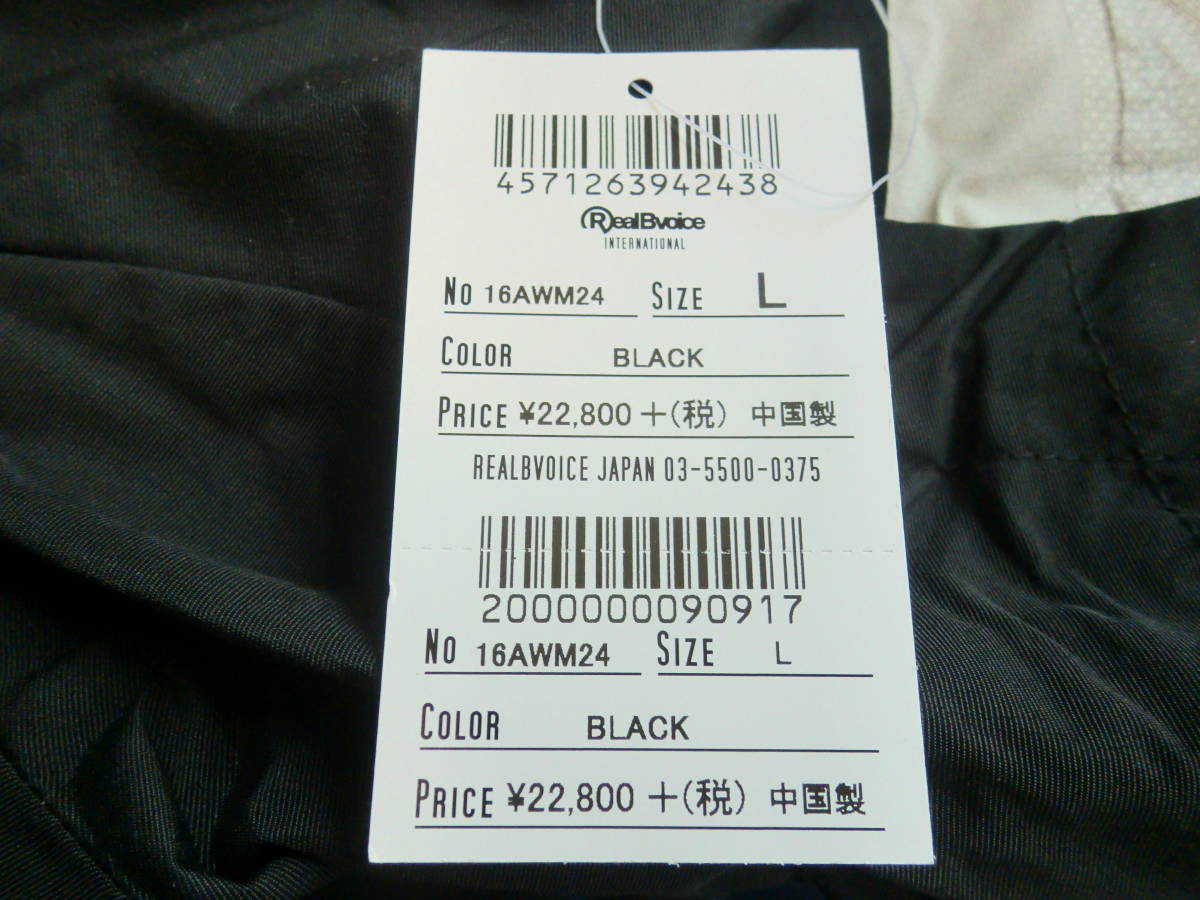 4571263942438
RealBvoice
INTERNATIONAL
No 16AWM24 SIZE L
COLOR BLACK
PRICE ¥22,800 +(税) 中国製
REALBVOICE JAPAN 03-5500-0375
2000000090917
No 16AWM24 SIZE L
COLOR BLACK
PRICE ¥22,800 +(税) 中国製